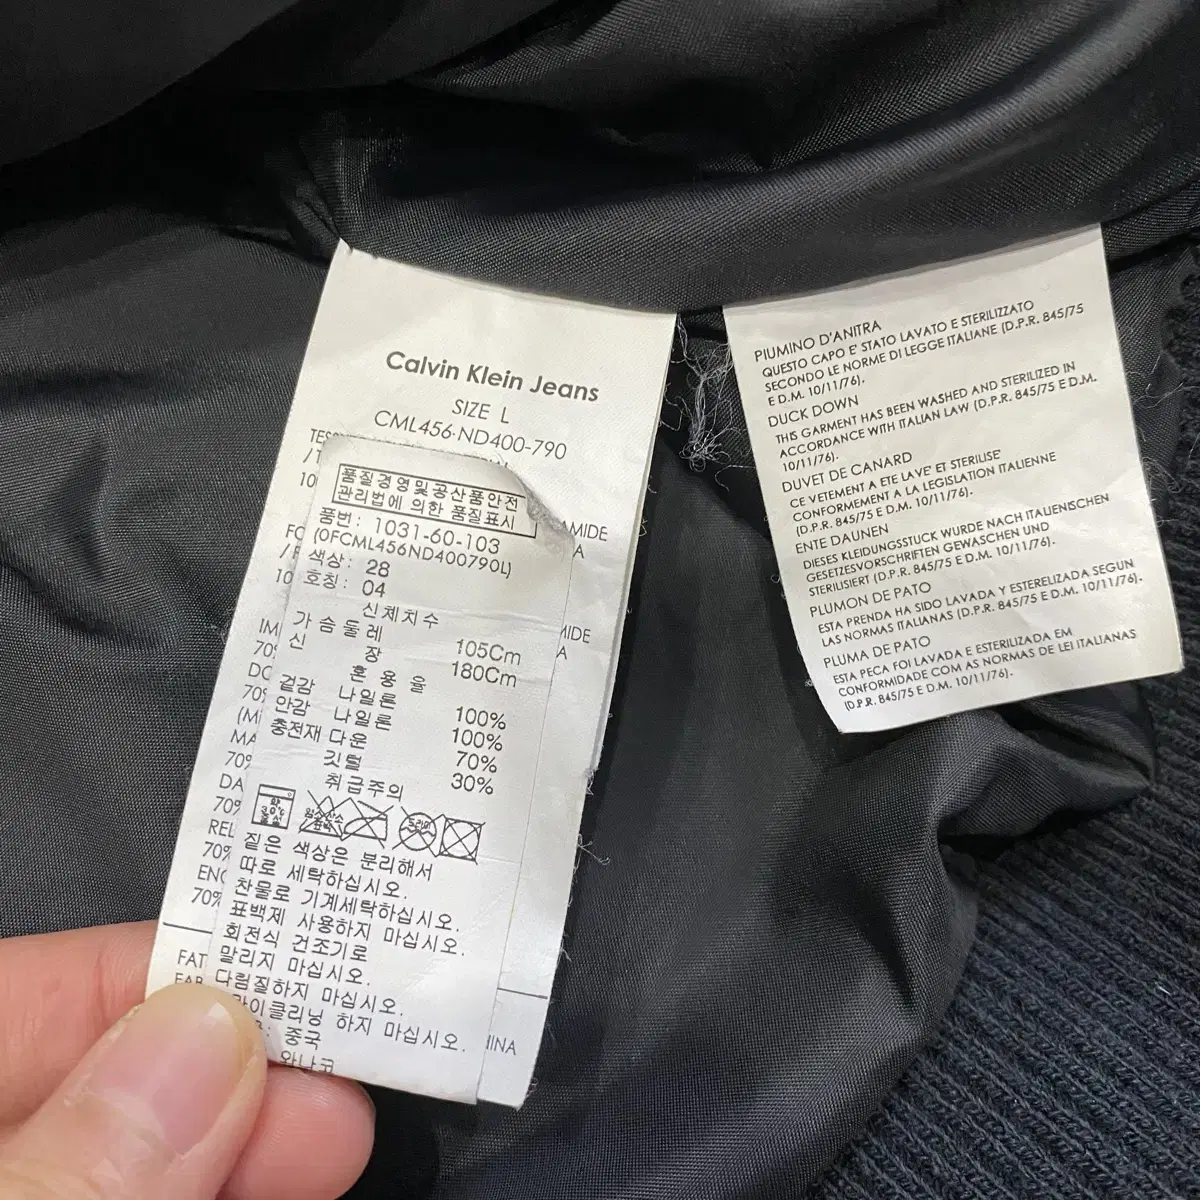 Calvin Klein Jeans
SIZE L
CML456-ND400-790
품질경영및공산품안전
관리법에 의한 품질표시
품번: 1031-60-103
(0FCML456ND400790L)
색상: 28
호칭: 04
신체치수
가슴둘레 105Cm
신 장 180Cm
혼용율
겉감 나일론 100%
안감 나일론 100%
충전재 다운 70%
깃털 30%
취급주의
짙은 색상은 분리해서
따로 세탁하십시오.
찬물로 기계세탁하십시오.
표백제 사용하지 마십시오.
회전식 건조기로
말리지 마십시오.
다림질하지 마십시오.
하지 마십시오.
중국
PIUMINO D'ANITRA
QUESTO CAPO E' STATO LAVATO E STERILIZZATO
SECONDO LE NORME DI LEGGE ITALIANE (D.P.R. 845/75
E D.M. 10/11/76).
DUCK DOWN
THIS GARMENT HAS BEEN WASHED AND STERILIZED IN
ACCORDANCE WITH ITALIAN LAW (D.P.R. 845/75 E D.M.
10/11/76).
DUVET DE CANARD
CE VETEMENT A ETE LAVE' ET STERILISE'
CONFORMEMENT A LA LEGISLATION ITALIENNE
(D.P.R. 845/75 E D.M. 10/11/76).
ENTE DAUNEN
DIESES KLEIDUNGSSTUCK WURDE NACH ITALIENISCHEN
GESETZESVORSCHRIFTEN GEWASCHEN UND
STERILISIERT (D.P.R. 845/75 E D.M. 10/11/76).
PLUMON DE PATO
ESTA PRENDA HA SIDO LAVADA Y ESTERELIZADA SEGUN
LAS NORMAS ITALIANAS (D.P.R. 845/75 E D.M. 10/11/76).
PLUMA DE PATO
ESTA PECA FOI LAVADA E ESTERILIZADA EM
CONFORMIDADE COM AS NORMAS DE LEI ITALIANAS
(D.P.R. 845/75 E D.M. 10/11/76).